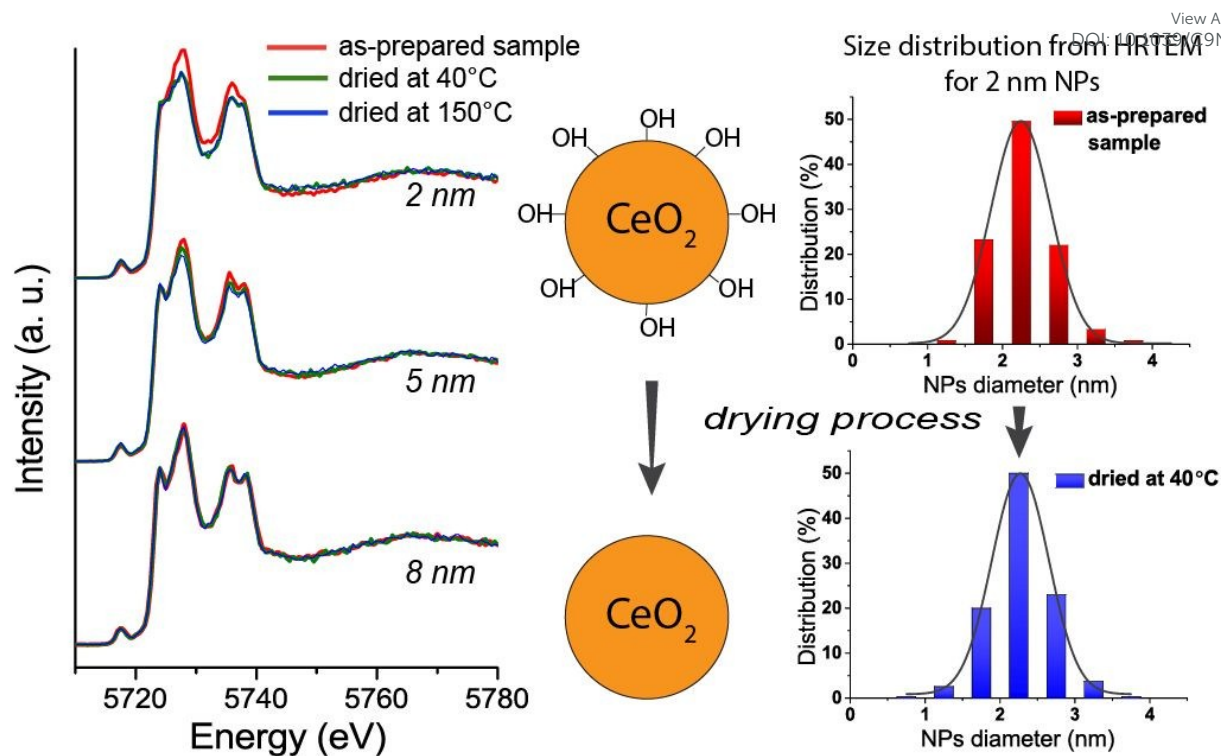 View A
Size distribution from HRTEM
for 2 nm NPs
as-prepared sample
dried at 40°C
dried at 150°C
2 nm
5 nm
8 nm
Intensity (a. u.)
5720 5740 5760 5780
Energy (eV)
OH
OH OH
OH OH
OH OH
OH
OH
CeO₂
drying process
CeO₂
as-prepared
sample
Distribution (%)
50
40
30
20
10
0
0 1 2 3 4
NPs diameter (nm)
dried at 40°C
Distribution (%)
50
40
30
20
10
0
0 1 2 3 4
NPs diameter (nm)